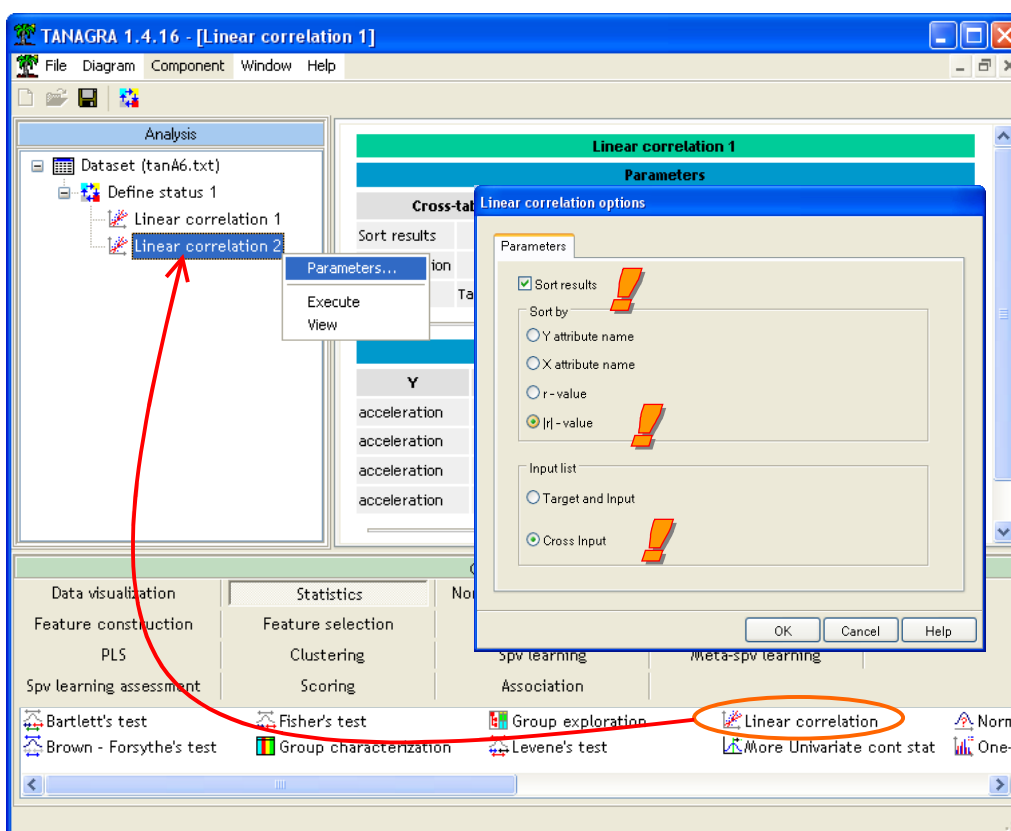 TANAGRA 1.4.16 - [Linear correlation 1]
File Diagram Component Window Help
Analysis
Dataset (tanA6.txt)
Define status 1
Linear correlation 1
Linear correlation 2
Parameters...
Execute
View
Linear correlation 1
Parameters
Sort results
Y
acceleration
acceleration
acceleration
acceleration
Linear correlation options
Parameters
Sort results
Sort by
Y attribute name
X attribute name
r - value
|r| - value
Input list
Target and Input
Cross Input
OK Cancel Help
Data visualization Statistics
Feature construction Feature selection
PLS Clustering Spv learning Meta-spv learning
Spv learning assessment Scoring Association
Bartlett's test Fisher's test Group exploration Linear correlation
Brown - Forsythe's test Group characterization Levene's test More Univariate cont stat